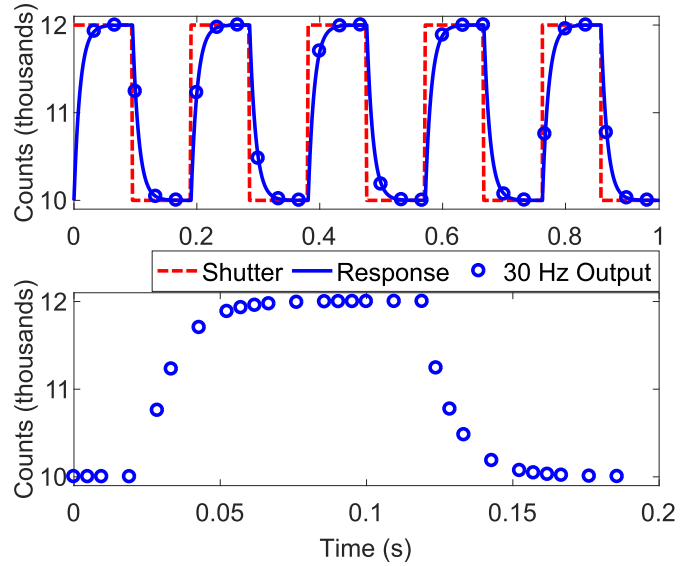 Counts (thousands)
12
11
10
0
0.2
0.4
0.6
0.8
1
Shutter
Response
30 Hz Output
Counts (thousands)
12
11
10
0
0.05
0.1
0.15
0.2
Time (s)